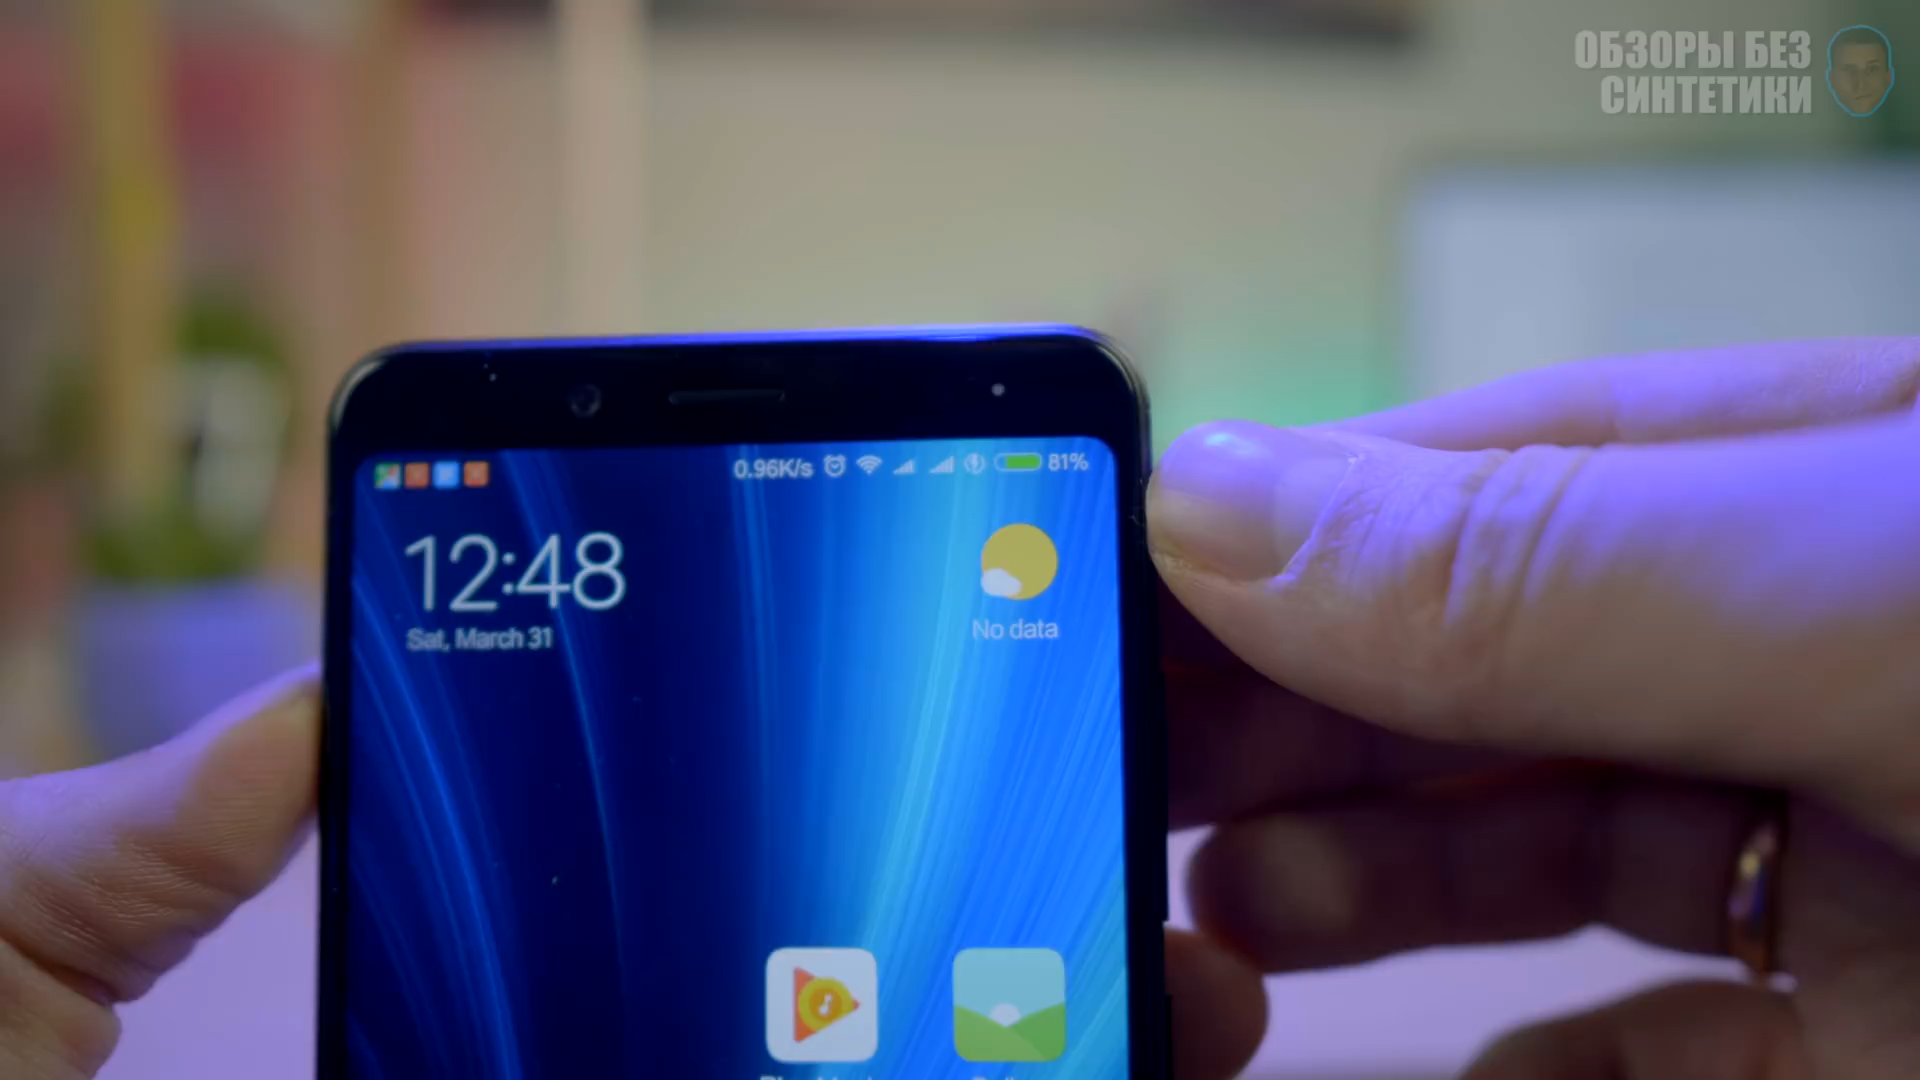 ОБЗОРЫ БЕЗ
СИНТЕТИКИ
0.96K/s 81%
12:48
Sat, March 31
No data